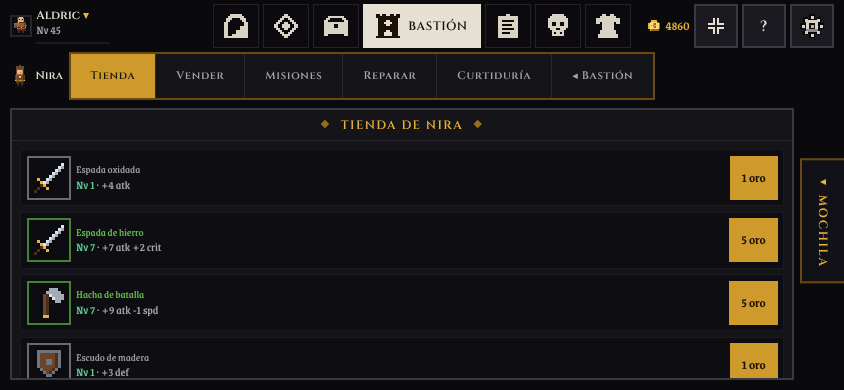 ALDRIC ▾
Nv 45
BASTIÓN
4860
?
NIRA
TIENDA
VENDER
MISIONES
REPARAR
CURTIDURÍA
◂ BASTIÓN
◆ TIENDA DE NIRA ◆
Espada oxidada
Nv 1 · +4 atk
1 oro
Espada de hierro
Nv 7 · +7 atk +2 crit
5 oro
Hacha de batalla
Nv 7 · +9 atk -1 spd
5 oro
Escudo de madera
Nv 1 · +3 def
1 oro
◂ MOCHILA